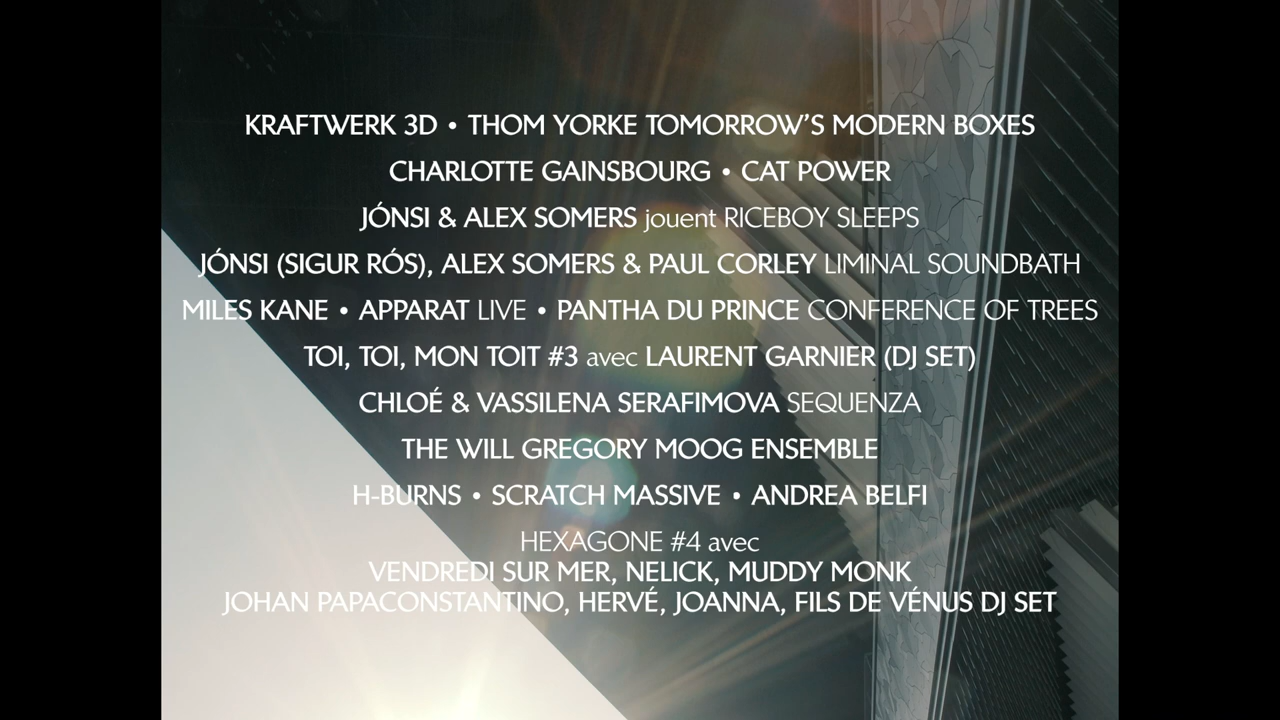 KRAFTWERK 3D • THOM YORKE TOMORROW'S MODERN BOXES
CHARLOTTE GAINSBOURG • CAT POWER
JÓNSI & ALEX SOMERS jouent RICEBOY SLEEPS
JÓNSI (SIGUR RÓS), ALEX SOMERS & PAUL CORLEY LIMINAL SOUNDBATH
MILES KANE • APPARAT LIVE • PANTHA DU PRINCE CONFERENCE OF TREES
TOI, TOI, MON TOIT #3 avec LAURENT GARNIER (DJ SET)
CHLOÉ & VASSILENA SERAFIMOVA SEQUENZA
THE WILL GREGORY MOOG ENSEMBLE
H-BURNS • SCRATCH MASSIVE • ANDREA BELFI
HEXAGONE #4 avec
VENDREDI SUR MER, NELICK, MUDDY MONK
JOHAN PAPACONSTANTINO, HERVÉ, JOANNA, FILS DE VÉNUS DJ SET